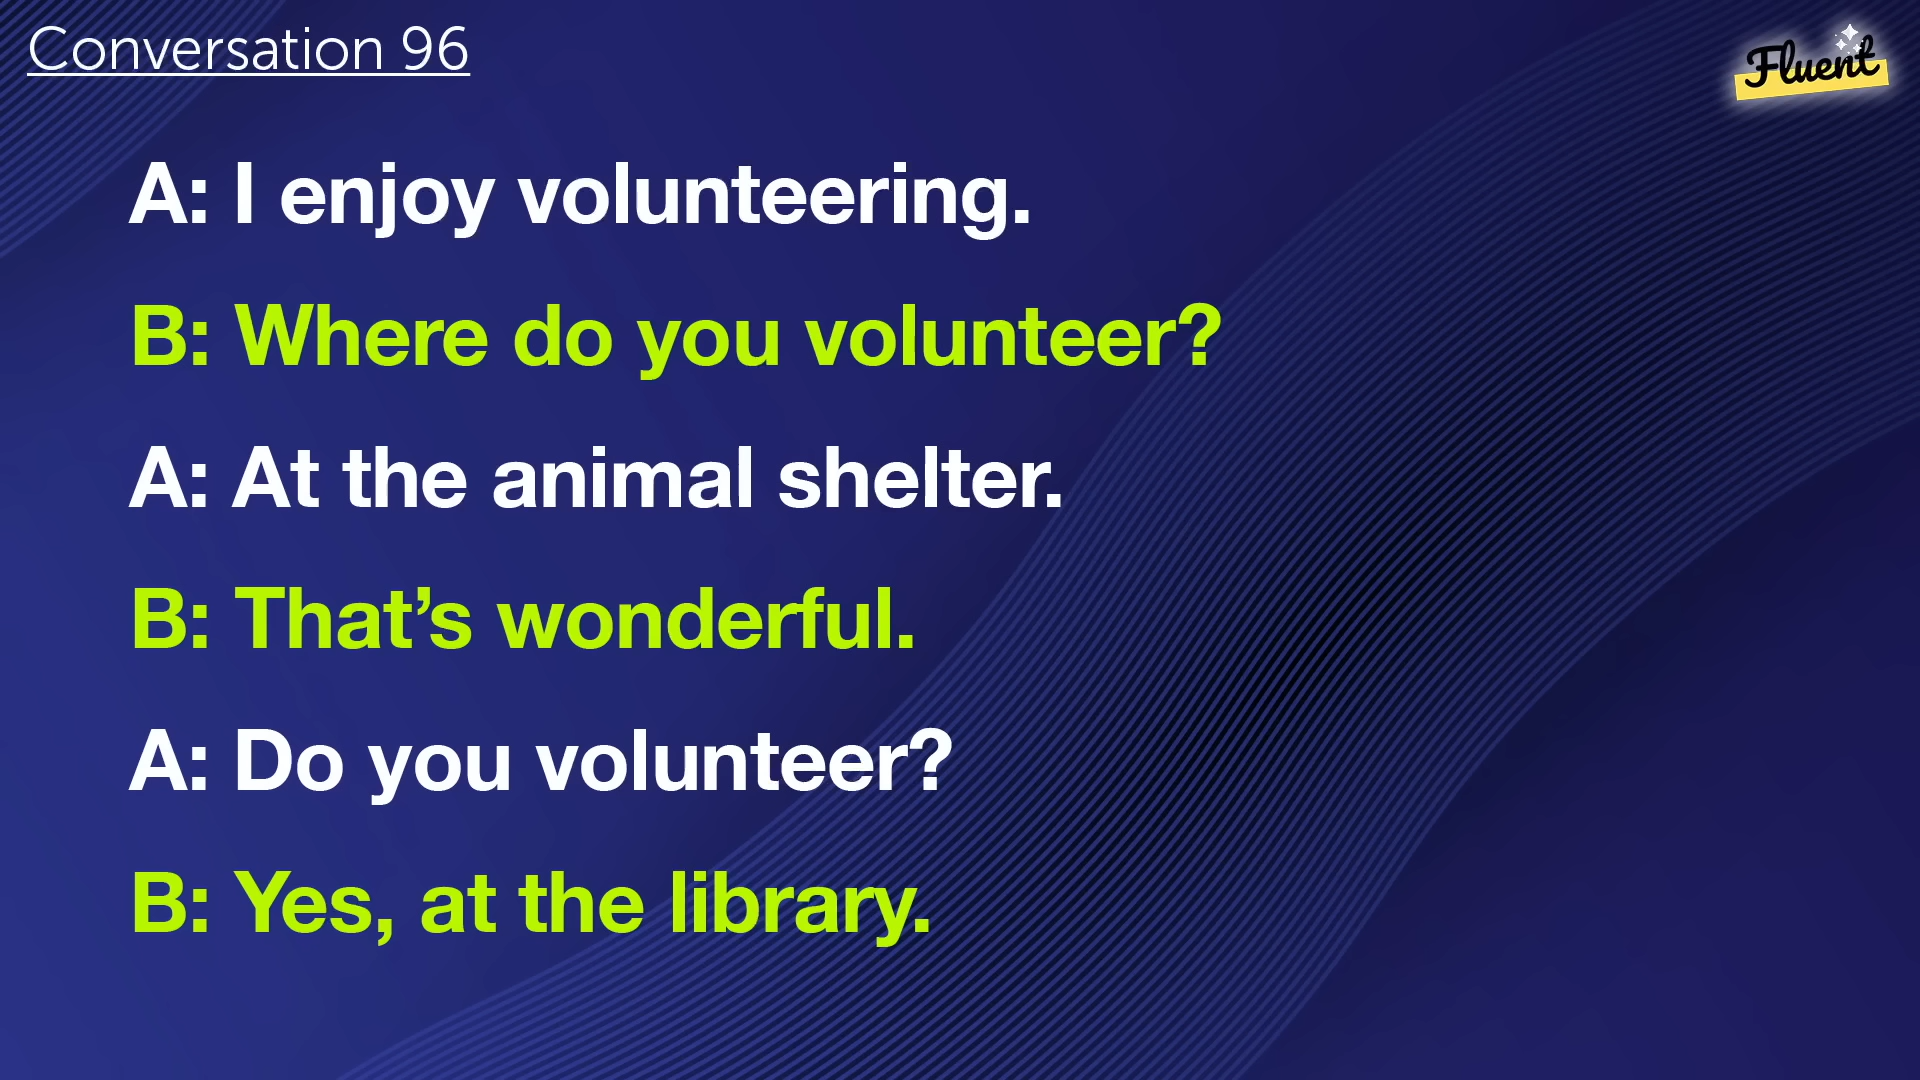 Conversation 96
Fluent
A: I enjoy volunteering.
B: Where do you volunteer?
A: At the animal shelter.
B: That’s wonderful.
A: Do you volunteer?
B: Yes, at the library.